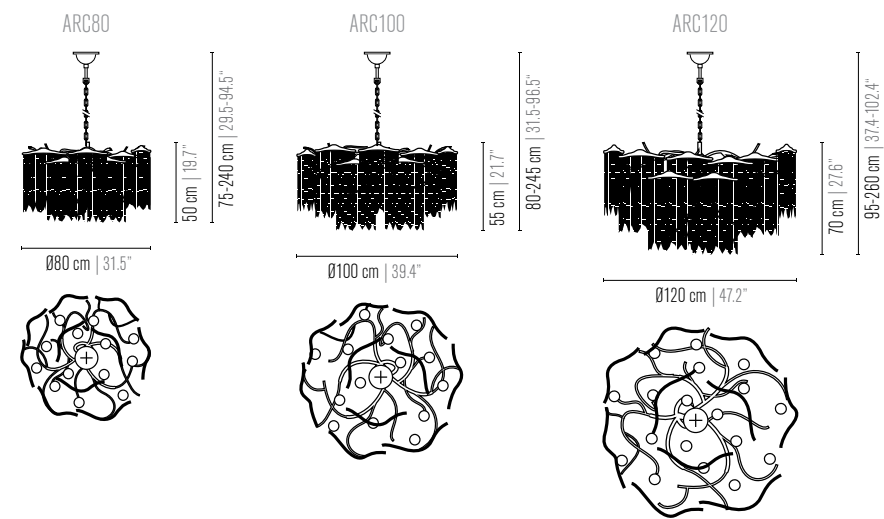 ARC80
50 cm | 19.7"
75-240 cm | 29.5-94.5"
Ø80 cm | 31.5"
ARC100
55 cm | 21.7"
80-245 cm | 31.5-96.5"
Ø100 cm | 39.4"
ARC120
70 cm | 27.6"
95-260 cm | 37.4-102.4"
Ø120 cm | 47.2"